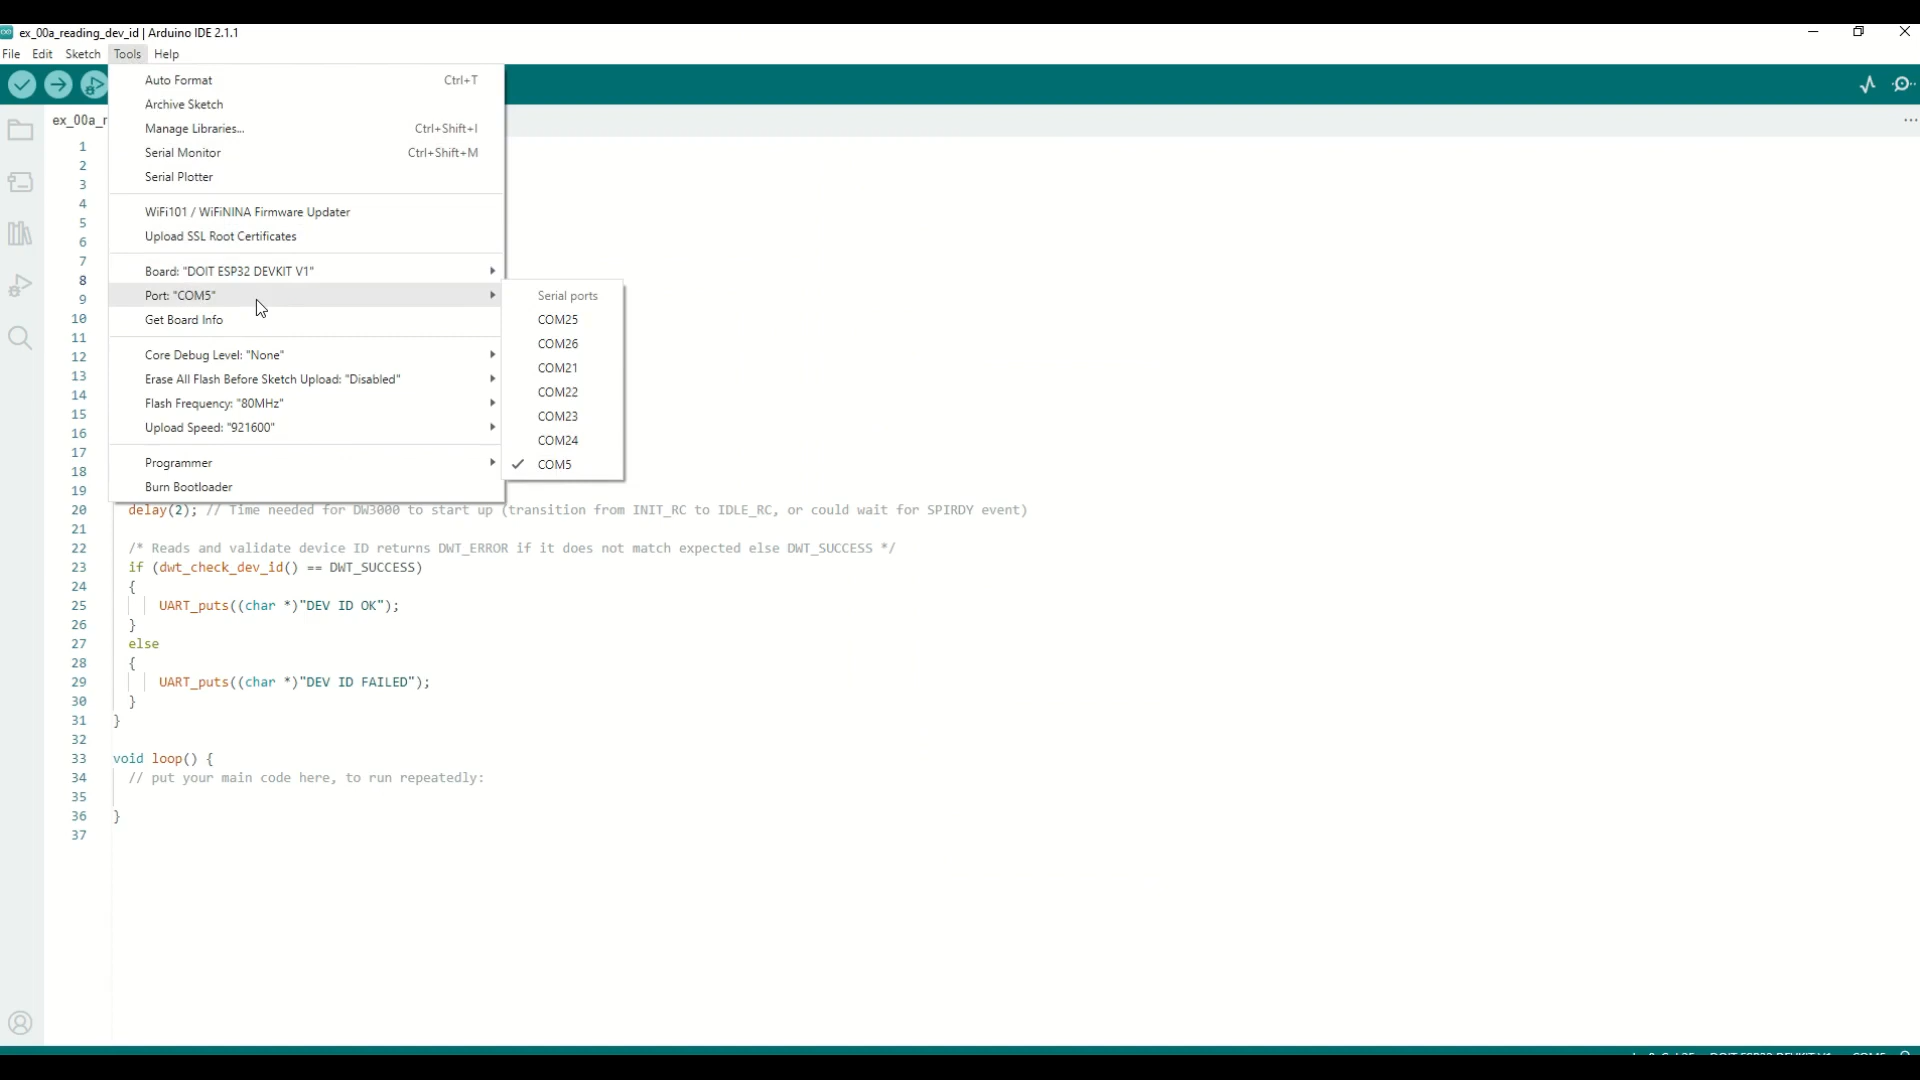 ex_00a_reading_dev_id | Arduino IDE 2.1.1
File Edit Sketch Tools Help
Auto Format Ctrl+T
Archive Sketch
ex_00a_r
Manage Libraries... Ctrl+Shift+I
1
Serial Monitor Ctrl+Shift+M
2
Serial Plotter
3
4
WiFi101 / WiFiNINA Firmware Updater
5
Upload SSL Root Certificates
6
7
Board: "DOIT ESP32 DEVKIT V1"
8
Port: "COM5" Serial ports
9
Get Board Info COM25
10
COM26
11
Core Debug Level: "None"
12
COM21
13
Erase All Flash Before Sketch Upload: "Disabled"
14
COM22
Flash Frequency: "80MHz"
15
COM23
Upload Speed: "921600"
16
COM24
17
Programmer COM5
18
Burn Bootloader
19
20 delay(2); // Time needed for DW3000 to start up (transition from INIT_RC to IDLE_RC, or could wait for SPIRDY event)
21
22 /* Reads and validate device ID returns DWT_ERROR if it does not match expected else DWT_SUCCESS */
23 if (dwt_check_dev_id() == DWT_SUCCESS)
24 {
25 UART_puts((char *)"DEV ID OK");
26 }
27 else
28 {
29 UART_puts((char *)"DEV ID FAILED");
30 }
31 }
32
33 void loop() {
34 // put your main code here, to run repeatedly:
35
36 }
37